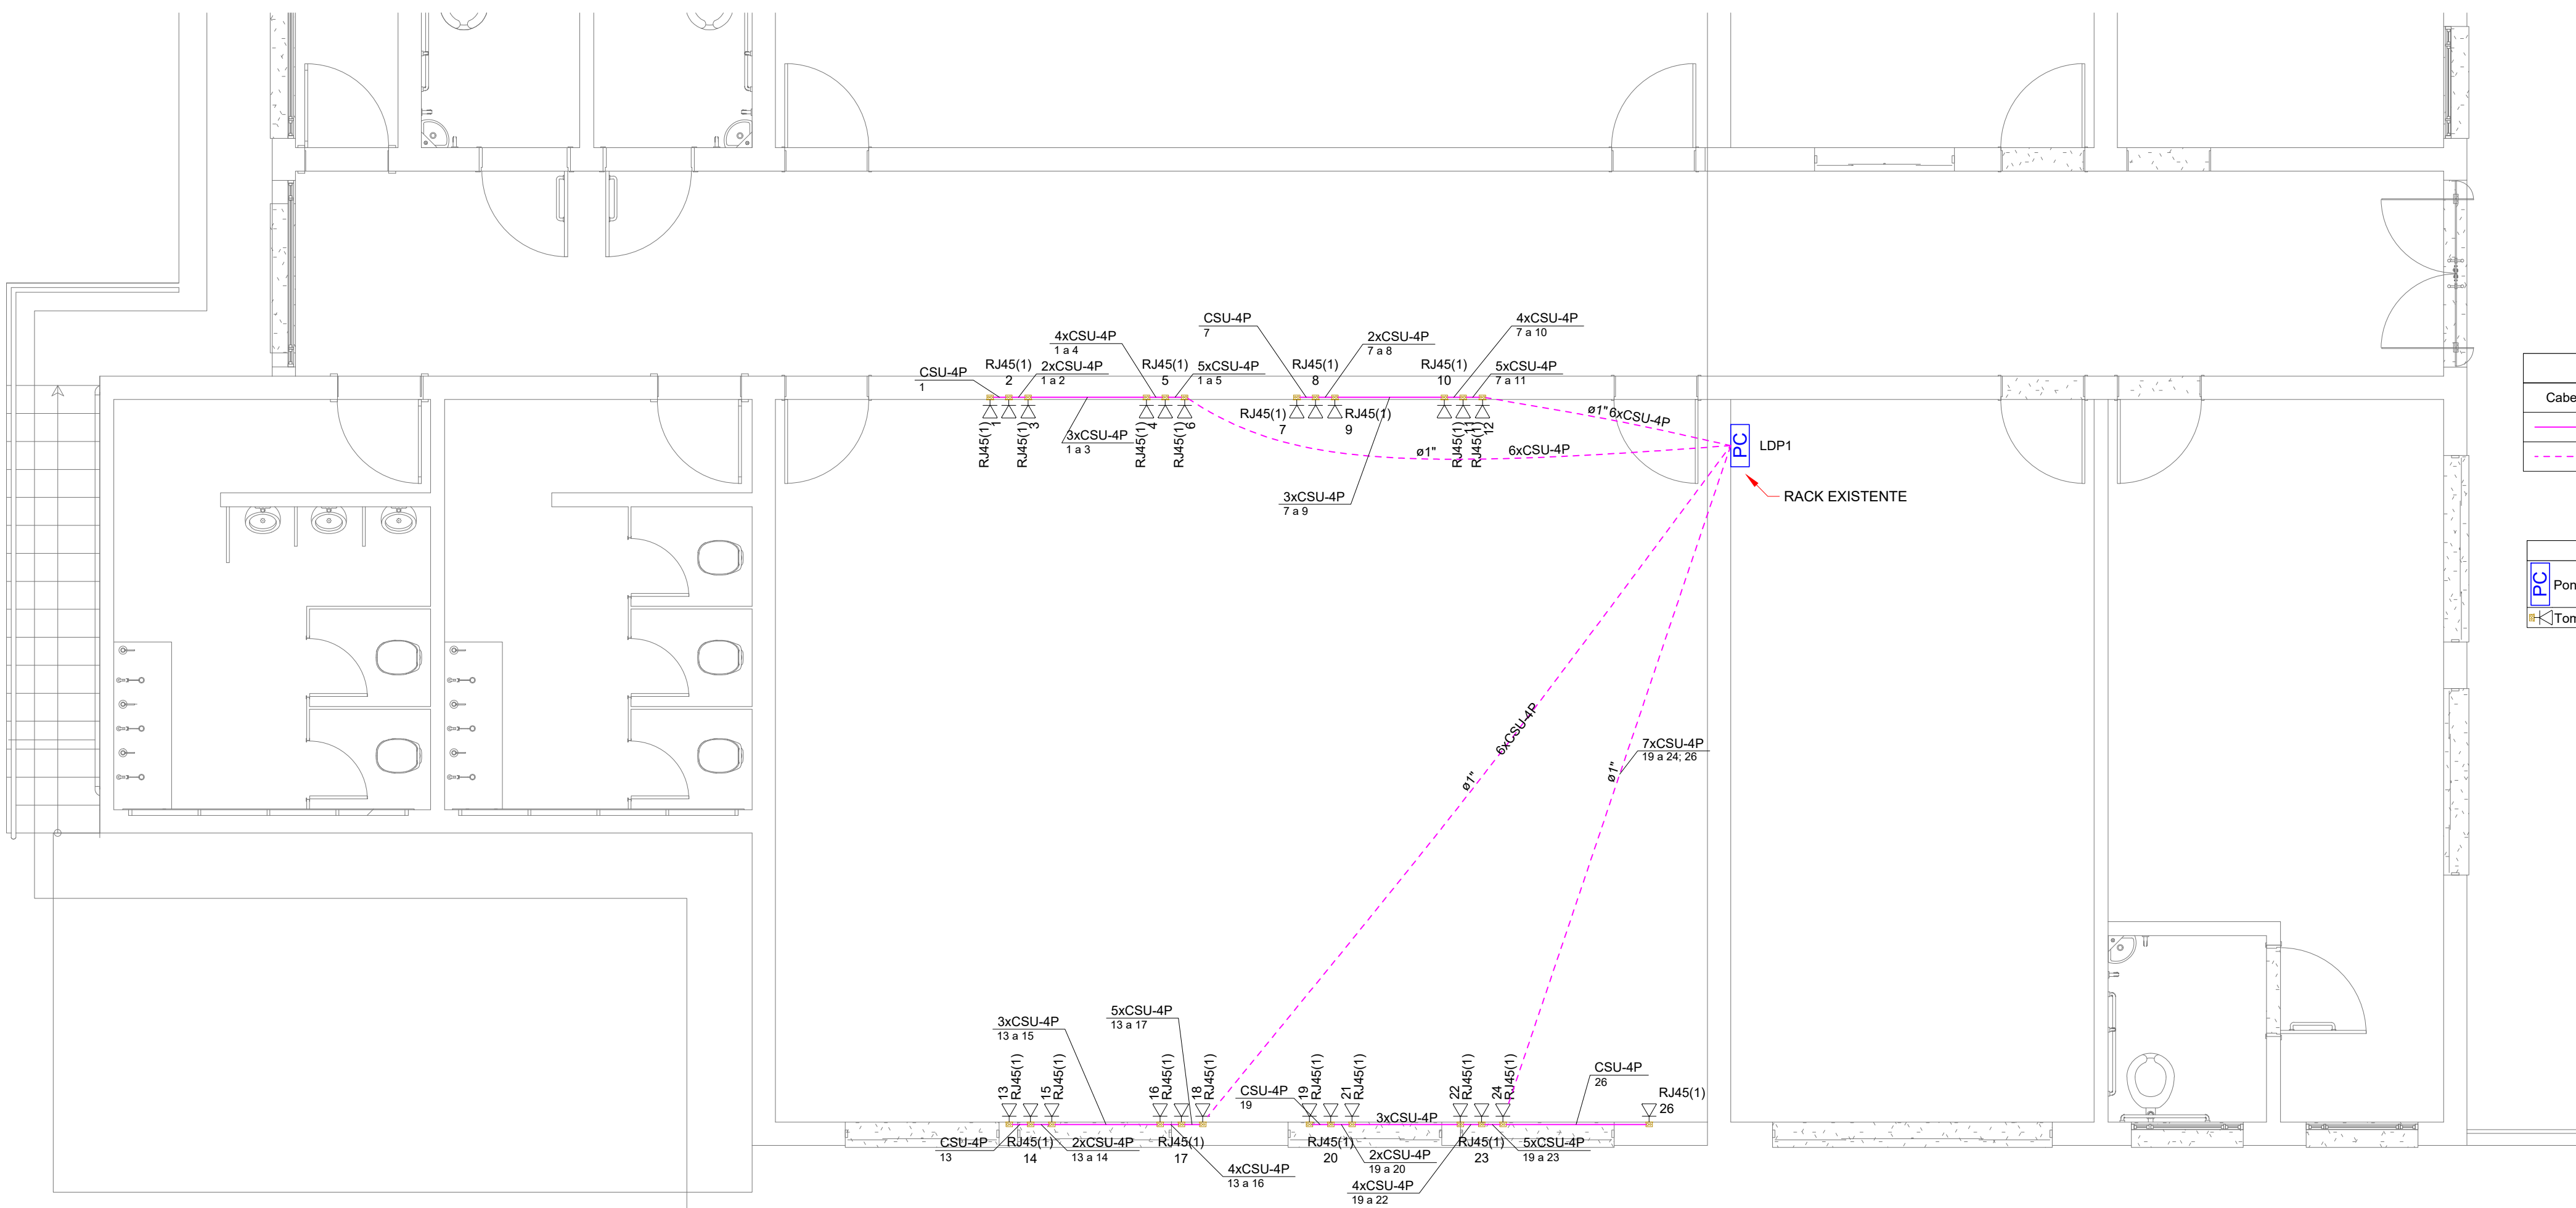 CSU-4P
7
4xCSU-4P
7 a 10
4xCSU-4P
1 a 4
2xCSU-4P
7 a 8
CSU-4P
1
RJ45(1)
2
2xCSU-4P
1 a 2
RJ45(1)
5
5xCSU-4P
1 a 5
RJ45(1)
8
RJ45(1)
10
5xCSU-4P
7 a 11
RJ45(1)
1
RJ45(1)
3
3xCSU-4P
1 a 3
RJ45(1)
4
RJ45(1)
6
RJ45(1)
7
RJ45(1)
9
RJ45(1)
11
RJ45(1)
12
ø1"
6xCSU-4P
ø1"
6xCSU-4P
3xCSU-4P
7 a 9
PC
LDP1
RACK EXISTENTE
6xCSU-4P
ø1"
ø1"
7xCSU-4P
19 a 24; 26
3xCSU-4P
13 a 15
5xCSU-4P
13 a 17
13
RJ45(1)
15
RJ45(1)
16
RJ45(1)
18
RJ45(1)
CSU-4P
19
19
RJ45(1)
21
RJ45(1)
3xCSU-4P
22
RJ45(1)
24
RJ45(1)
CSU-4P
26
RJ45(1)
26
CSU-4P
13
RJ45(1)
14
2xCSU-4P
13 a 14
RJ45(1)
17
4xCSU-4P
13 a 16
RJ45(1)
20
2xCSU-4P
19 a 20
4xCSU-4P
19 a 22
RJ45(1)
23
5xCSU-4P
19 a 23
Cabe
PC
Pon
Tom